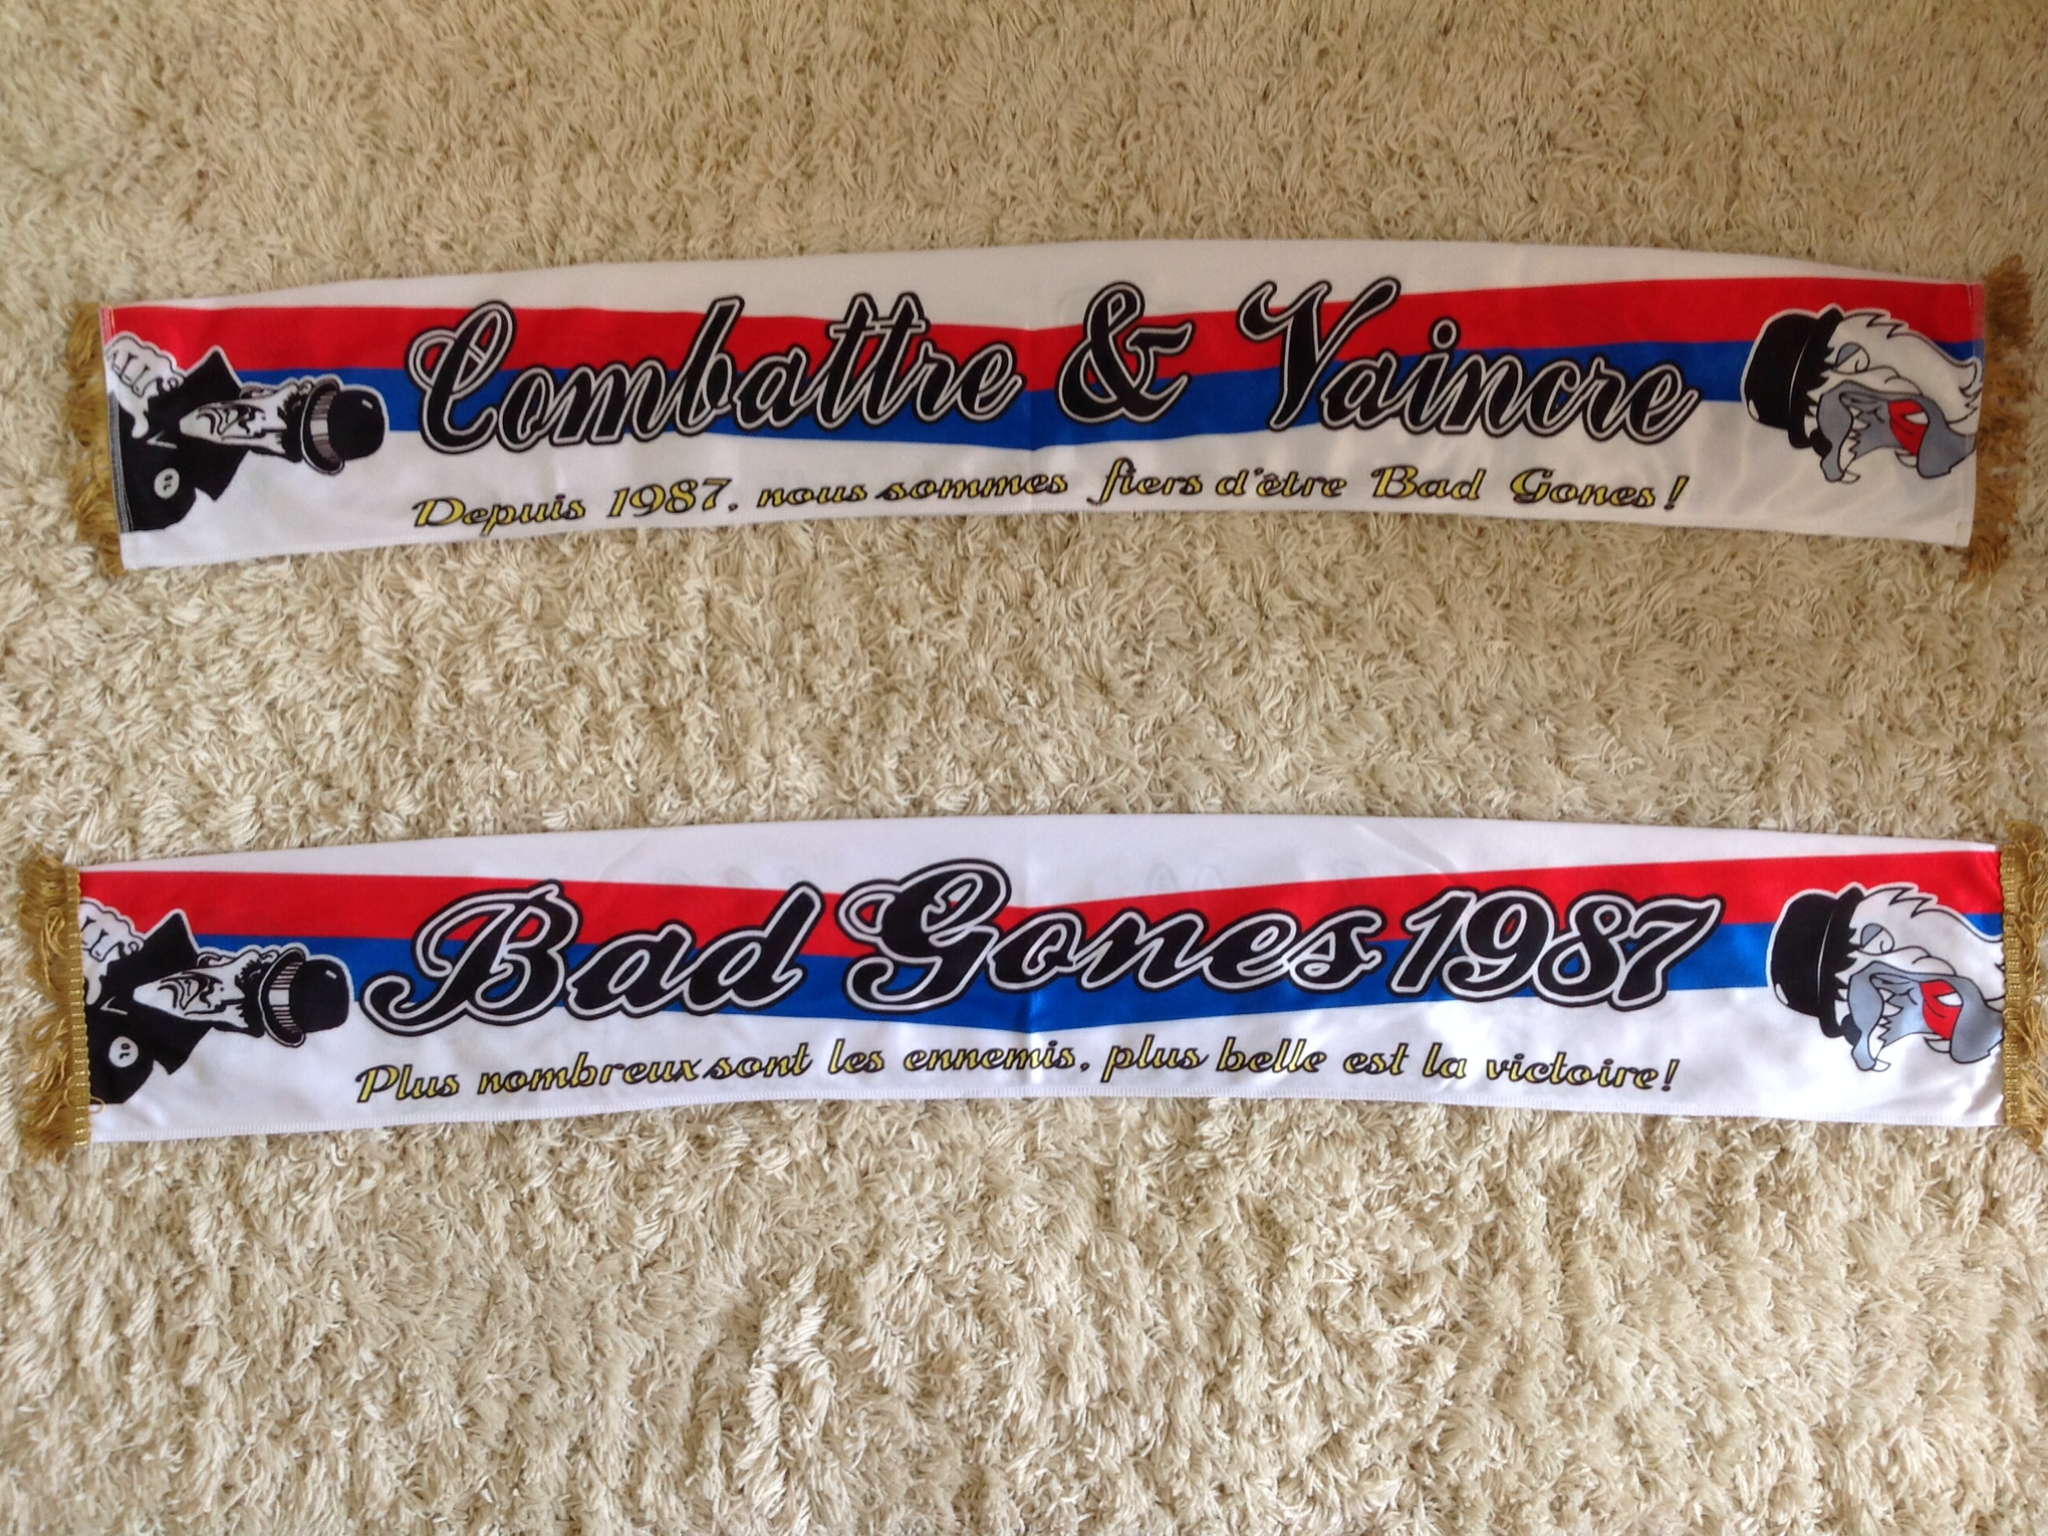 Combattre & Vaincre
Depuis 1987, nous sommes fiers d'être Bad Gones !
Bad Gones 1987
Plus nombreux sont les ennemis, plus belle est la victoire !